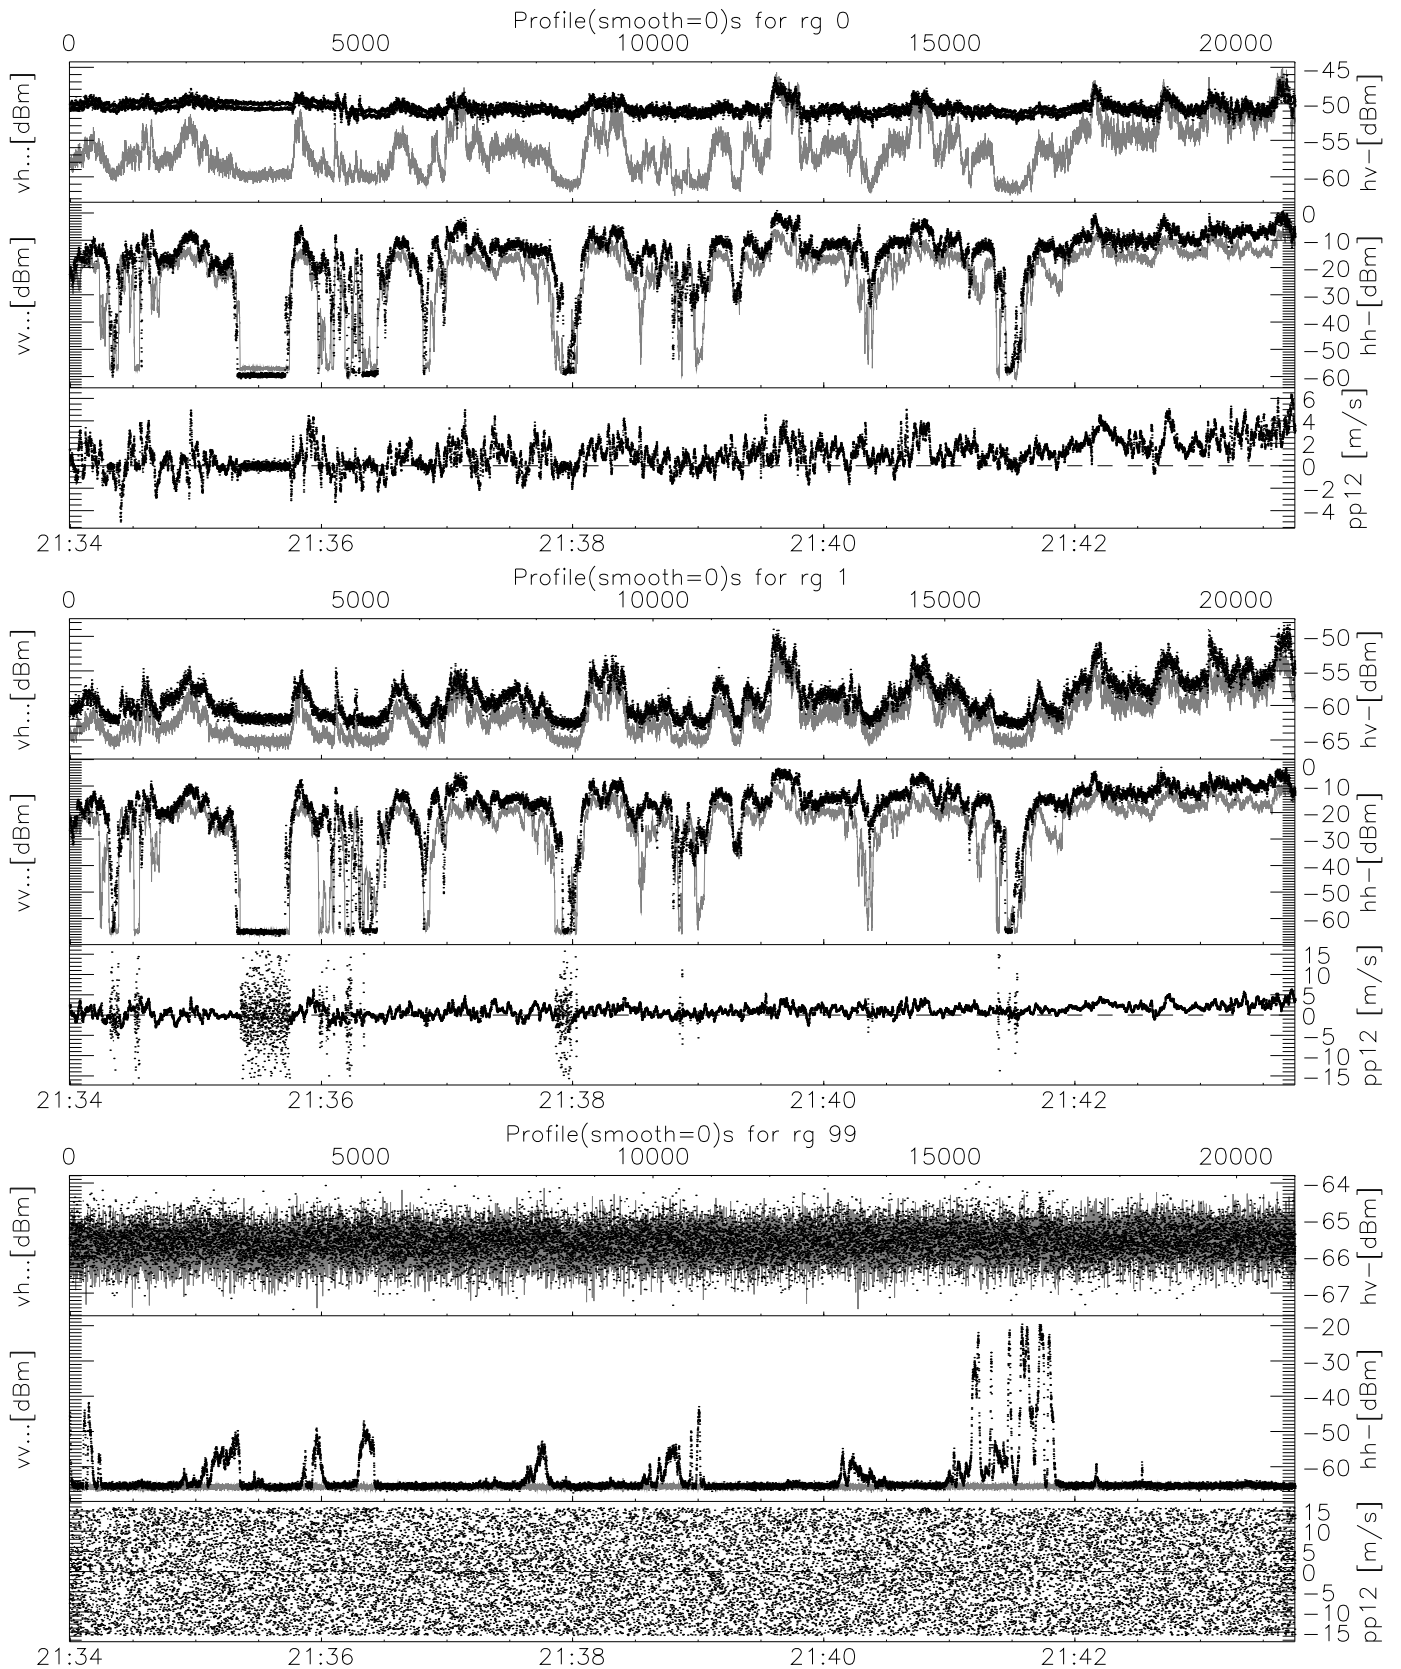 Profile(smooth=0)s for rg 0
0 5000 10000 15000 20000
vh...[dBm]
-45
-50
-55
-60
hv-[dBm]
vv...[dBm]
0
-10
-20
-30
-40
-50
-60
hh-[dBm]
6
4
2
0
-2
-4
pp12 [m/s]
21:34 21:36 21:38 21:40 21:42
Profile(smooth=0)s for rg 1
0 5000 10000 15000 20000
vh...[dBm]
-50
-55
-60
-65
hv-[dBm]
vv...[dBm]
0
-10
-20
-30
-40
-50
-60
hh-[dBm]
15
10
5
0
-5
-10
-15
pp12 [m/s]
21:34 21:36 21:38 21:40 21:42
Profile(smooth=0)s for rg 99
0 5000 10000 15000 20000
vh...[dBm]
-64
-65
-66
-67
hv-[dBm]
vv...[dBm]
-20
-30
-40
-50
-60
hh-[dBm]
15
10
5
0
-5
-10
-15
pp12 [m/s]
21:34 21:36 21:38 21:40 21:42